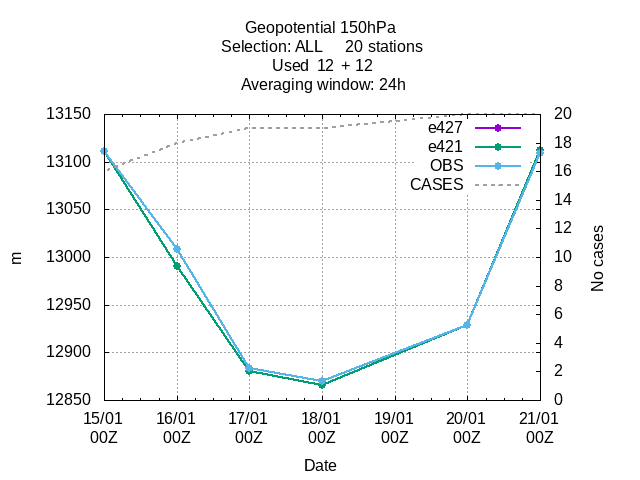 Geopotential 150hPa
Selection: ALL     20 stations
Used  12  + 12
Averaging window: 24h
13150
13100
13050
13000
12950
12900
12850
m
20
18
16
14
12
10
8
6
4
2
0
No cases
e427
e421
OBS
CASES
15/01 16/01 17/01 18/01 19/01 20/01 21/01
00Z 00Z 00Z 00Z 00Z 00Z 00Z
Date